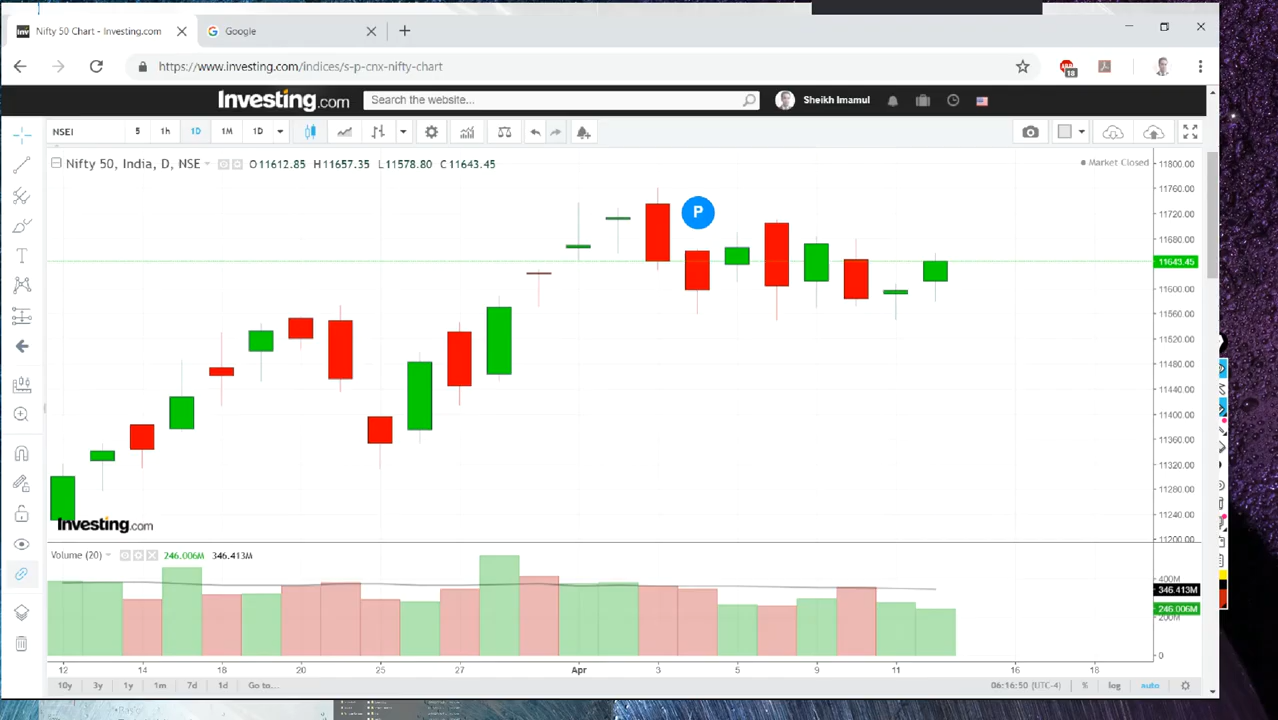 Nifty 50 Chart - Investing.com
Google
https://www.investing.com/indices/s-p-cnx-nifty-chart
18
Investing.com
Search the website...
Sheikh Imamul
NSEI
5
1h
1D
1M
1D
Nifty 50, India, D, NSE
O11612.85 H11657.35 L11578.80 C11643.45
Market Closed
P
11800.00
11760.00
11720.00
11680.00
11643.45
11600.00
11560.00
11520.00
11480.00
11440.00
11400.00
11360.00
11320.00
11280.00
11240.00
11200.00
Investing.com
Volume (20)
246.006M
346.413M
400M
346.413M
246.006M
200M
0
12
14
18
20
25
27
Apr
3
5
9
11
16
18
10y
3y
1y
1m
7d
1d
Go to...
06:16:50 (UTC-4)
%
log
auto